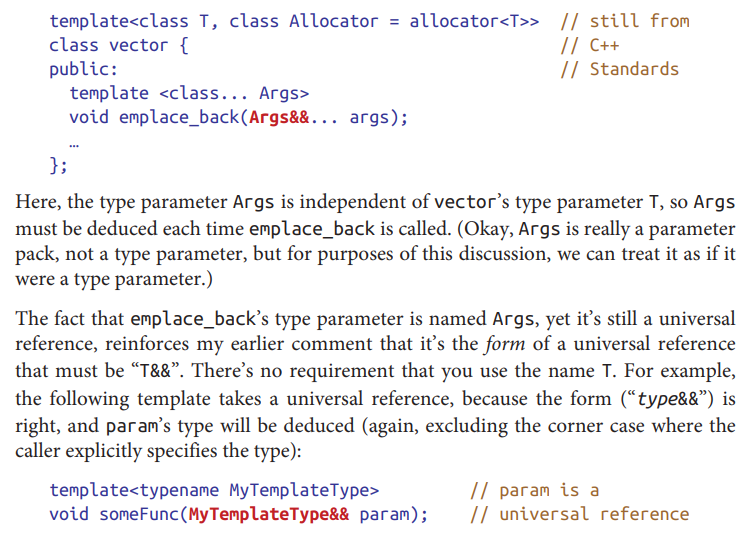 template<class T, class Allocator = allocator<T>>  // still from
class vector {                                     // C++
public:                                            // Standards
  template <class... Args>
  void emplace_back(Args&&... args);
  …
};
Here, the type parameter Args is independent of vector’s type parameter T, so Args
must be deduced each time emplace_back is called. (Okay, Args is really a parameter
pack, not a type parameter, but for purposes of this discussion, we can treat it as if it
were a type parameter.)
The fact that emplace_back’s type parameter is named Args, yet it’s still a universal
reference, reinforces my earlier comment that it’s the form of a universal reference
that must be “T&&”. There’s no requirement that you use the name T. For example,
the following template takes a universal reference, because the form (“type&&”) is
right, and param’s type will be deduced (again, excluding the corner case where the
caller explicitly specifies the type):
template<typename MyTemplateType>           // param is a
void someFunc(MyTemplateType&& param);     // universal reference